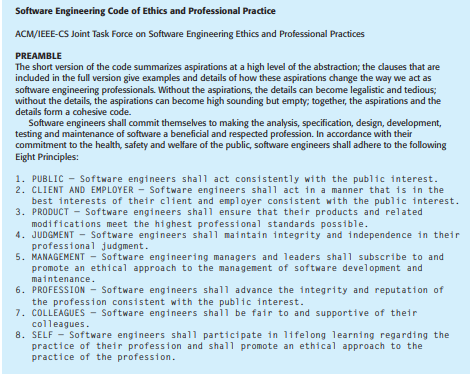 Software Engineering Code of Ethics and Professional Practice
ACM/IEEE-CS Joint Task Force on Software Engineering Ethics and Professional Practices
PREAMBLE
The short version of the code summarizes aspirations at a high level of the abstraction; the clauses that are
included in the full version give examples and details of how these aspirations change the way we act as
software engineering professionals. Without the aspirations, the details can become legalistic and tedious;
without the details, the aspirations can become high sounding but empty; together, the aspirations and the
details form a cohesive code.
Software engineers shall commit themselves to making the analysis, specification, design, development,
testing and maintenance of software a beneficial and respected profession. In accordance with their
commitment to the health, safety and welfare of the public, software engineers shall adhere to the following
Eight Principles:
1. PUBLIC — Software engineers shall act consistently with the public interest.
2. CLIENT AND EMPLOYER — Software engineers shall act in a manner that is in the
best interests of their client and employer consistent with the public interest.
3. PRODUCT — Software engineers shall ensure that their products and related
modifications meet the highest professional standards possible.
4. JUDGMENT — Software engineers shall maintain integrity and independence in their
professional judgment.
5. MANAGEMENT — Software engineering managers and leaders shall subscribe to and
promote an ethical approach to the management of software development and
maintenance.
6. PROFESSION — Software engineers shall advance the integrity and reputation of
the profession consistent with the public interest.
7. COLLEAGUES — Software engineers shall be fair to and supportive of their
colleagues.
8. SELF — Software engineers shall participate in lifelong learning regarding the
practice of their profession and shall promote an ethical approach to the
practice of the profession.